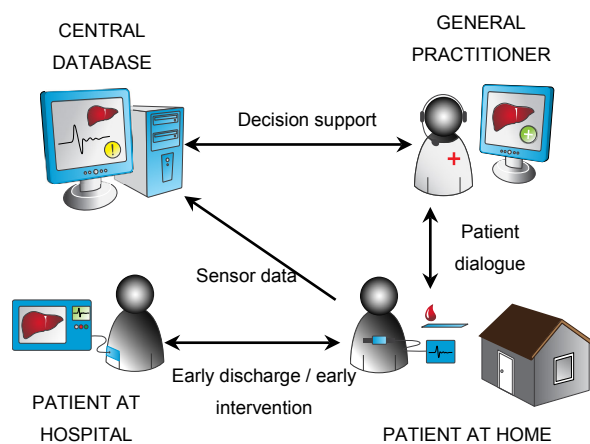 CENTRAL
DATABASE
GENERAL
PRACTITIONER
Decision support
!
Sensor data
Patient
dialogue
Early discharge / early
intervention
PATIENT AT
HOSPITAL
PATIENT AT HOME